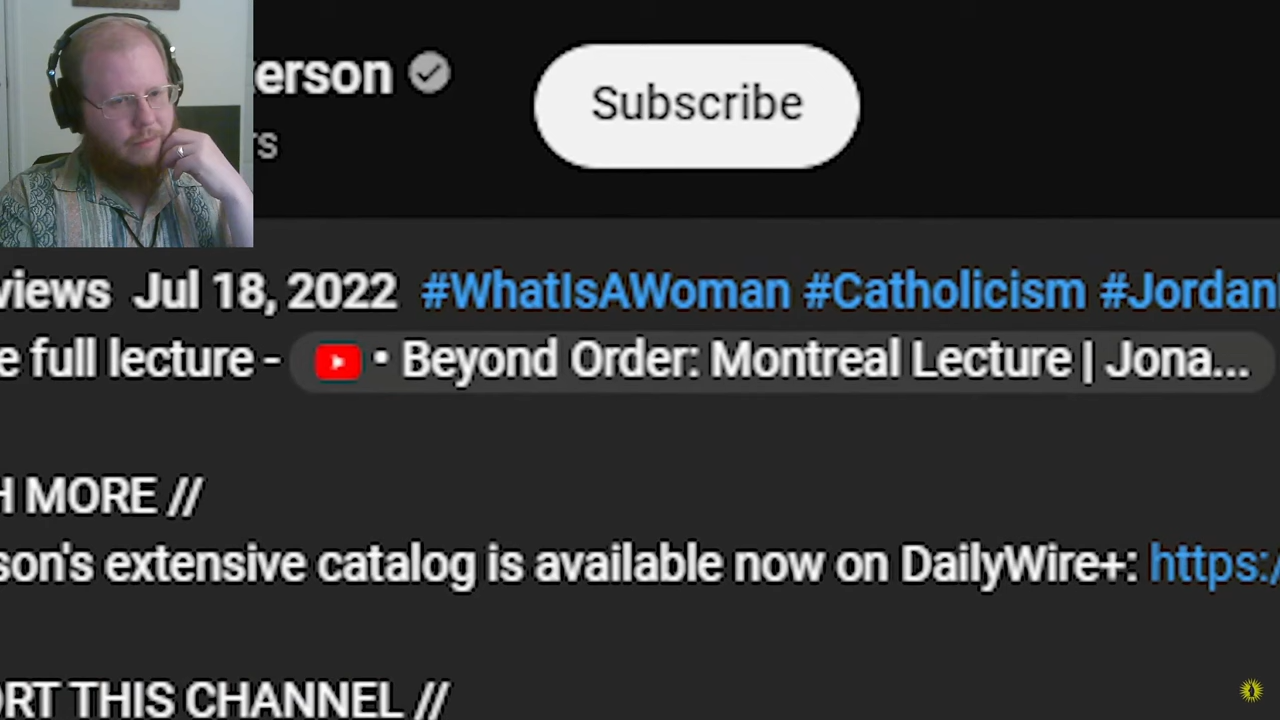 erson
Subscribe
rs
views Jul 18, 2022 #WhatIsAWoman #Catholicism #Jordan
e full lecture - • Beyond Order: Montreal Lecture | Jona...
H MORE //
son's extensive catalog is available now on DailyWire+: https:/
ORT THIS CHANNEL //